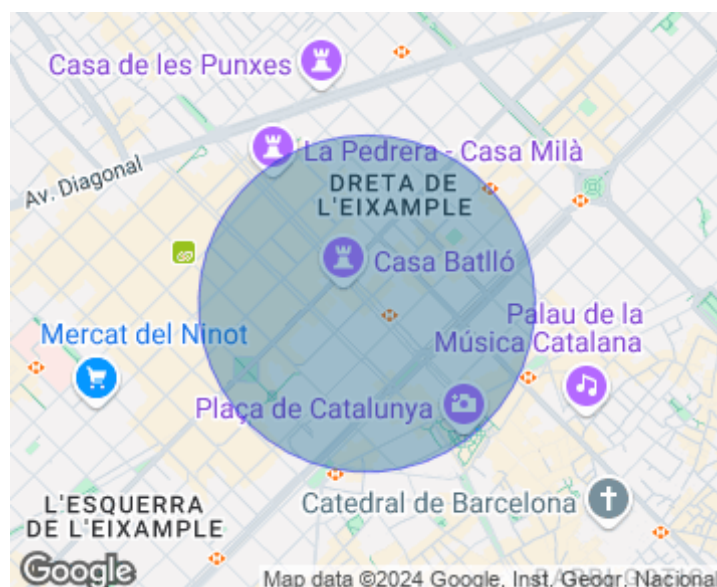 Casa de les Punxes
La Pedrera - Casa Milà
Av. Diagonal
DRETA DE
L'EIXAMPLE
Casa Batlló
Mercat del Ninot
Palau de la
Música Catalana
Plaça de Catalunya
L'ESQUERRA
DE L'EIXAMPLE
Catedral de Barcelona
Google
Map data ©2024 Google, Inst. Geogr. Nacional